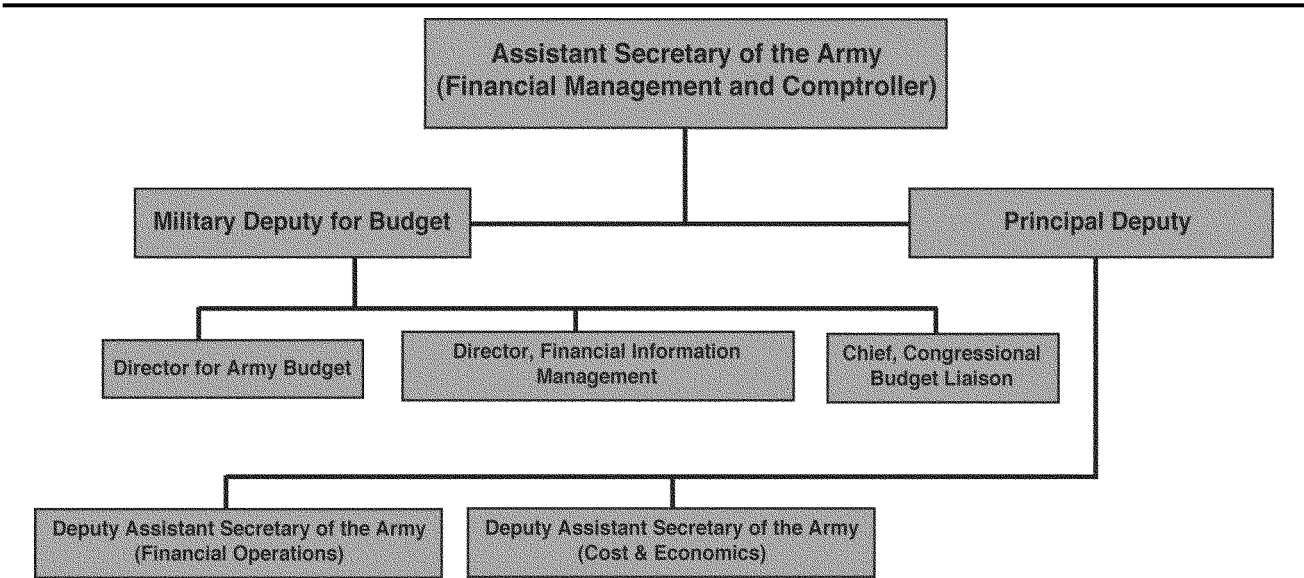 Assistant Secretary of the Army
(Financial Management and Comptroller)
Military Deputy for Budget
Principal Deputy
Director for Army Budget
Director, Financial Information
Management
Chief, Congressional
Budget Liaison
Deputy Assistant Secretary of the Army
(Financial Operations)
Deputy Assistant Secretary of the Army
(Cost & Economics)